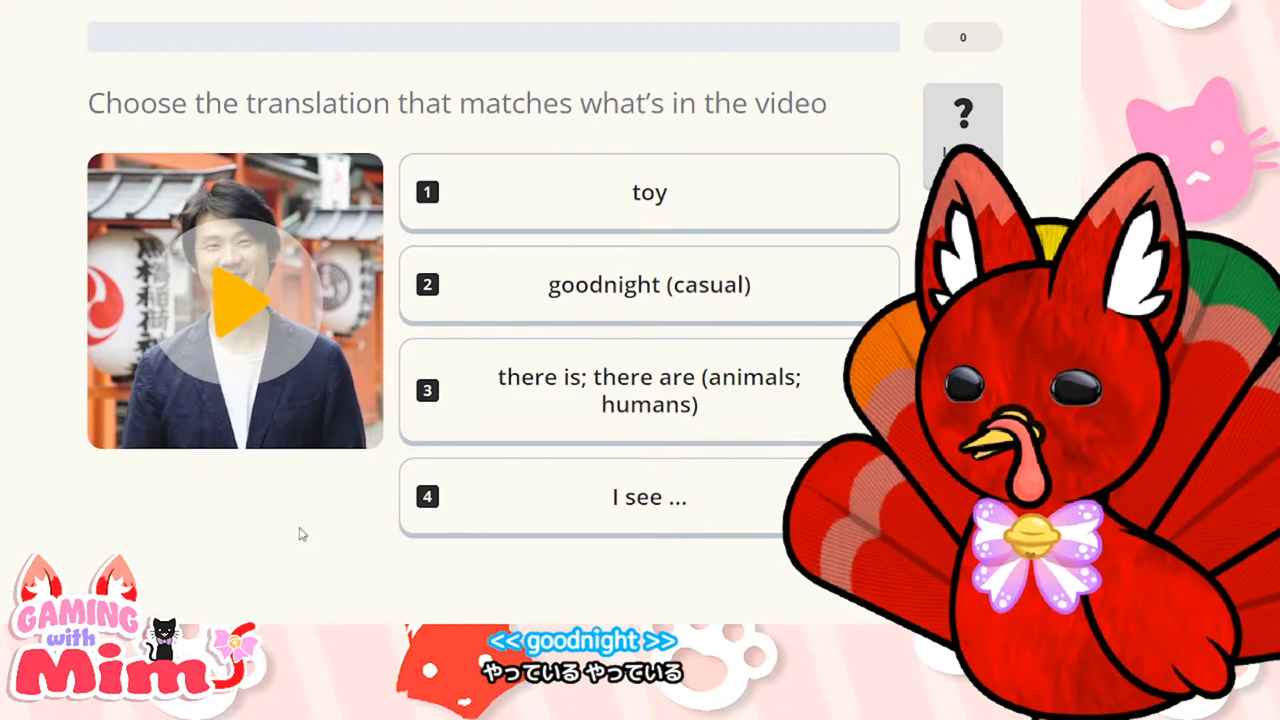 0
Choose the translation that matches what's in the video
?
1 toy
2 goodnight (casual)
3 there is; there are (animals;
humans)
4 I see ...
GAMING
with
Mim
<< goodnight >>
やっている やっている